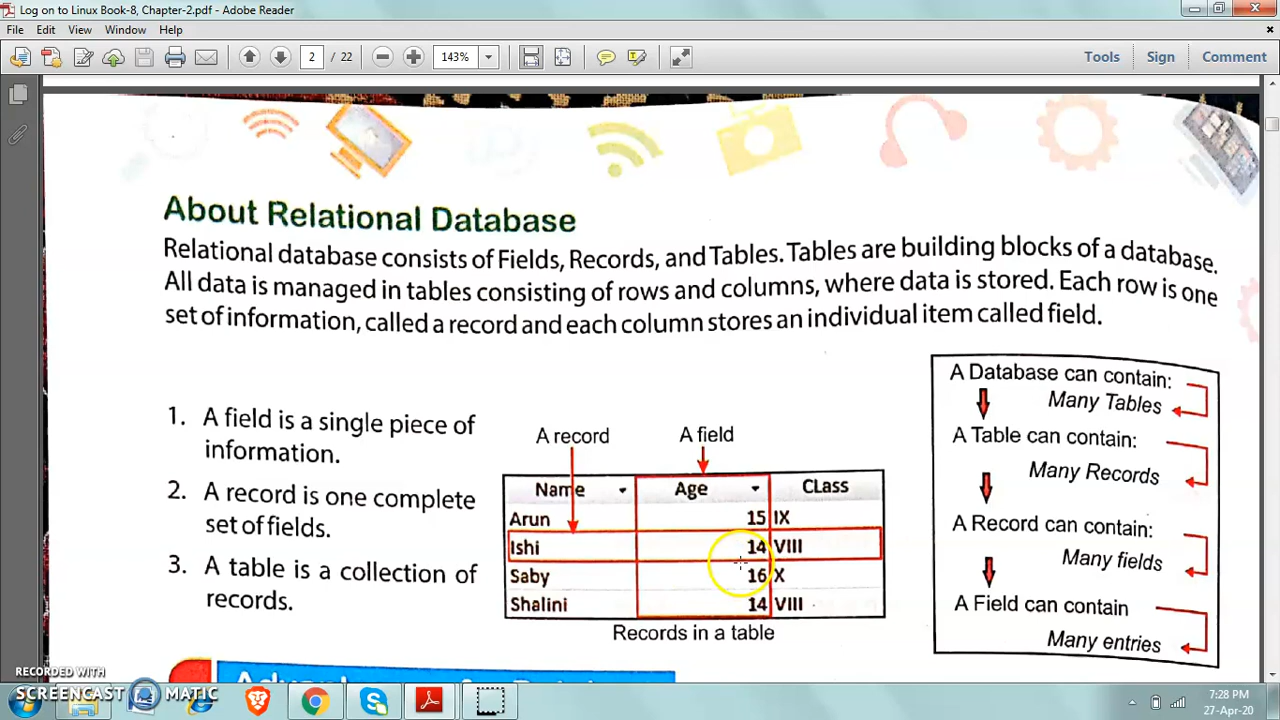 Log on to Linux Book-8, Chapter-2.pdf - Adobe Reader
File Edit View Window Help
2 / 22 143% Tools Sign Comment
About Relational Database
Relational database consists of Fields, Records, and Tables. Tables are building blocks of a database.
All data is managed in tables consisting of rows and columns, where data is stored. Each row is one
set of information, called a record and each column stores an individual item called field.
1. A field is a single piece of
information.
2. A record is one complete
set of fields.
3. A table is a collection of
records.
A record A field
Name Age CLass
Arun 15 IX
Ishi 14 VIII
Saby 16 X
Shalini 14 VIII
Records in a table
A Database can contain:
Many Tables
A Table can contain:
Many Records
A Record can contain:
Many fields
A Field can contain
Many entries
RECORDED WITH
SCREENCAST MATIC
7:28 PM
27-Apr-20